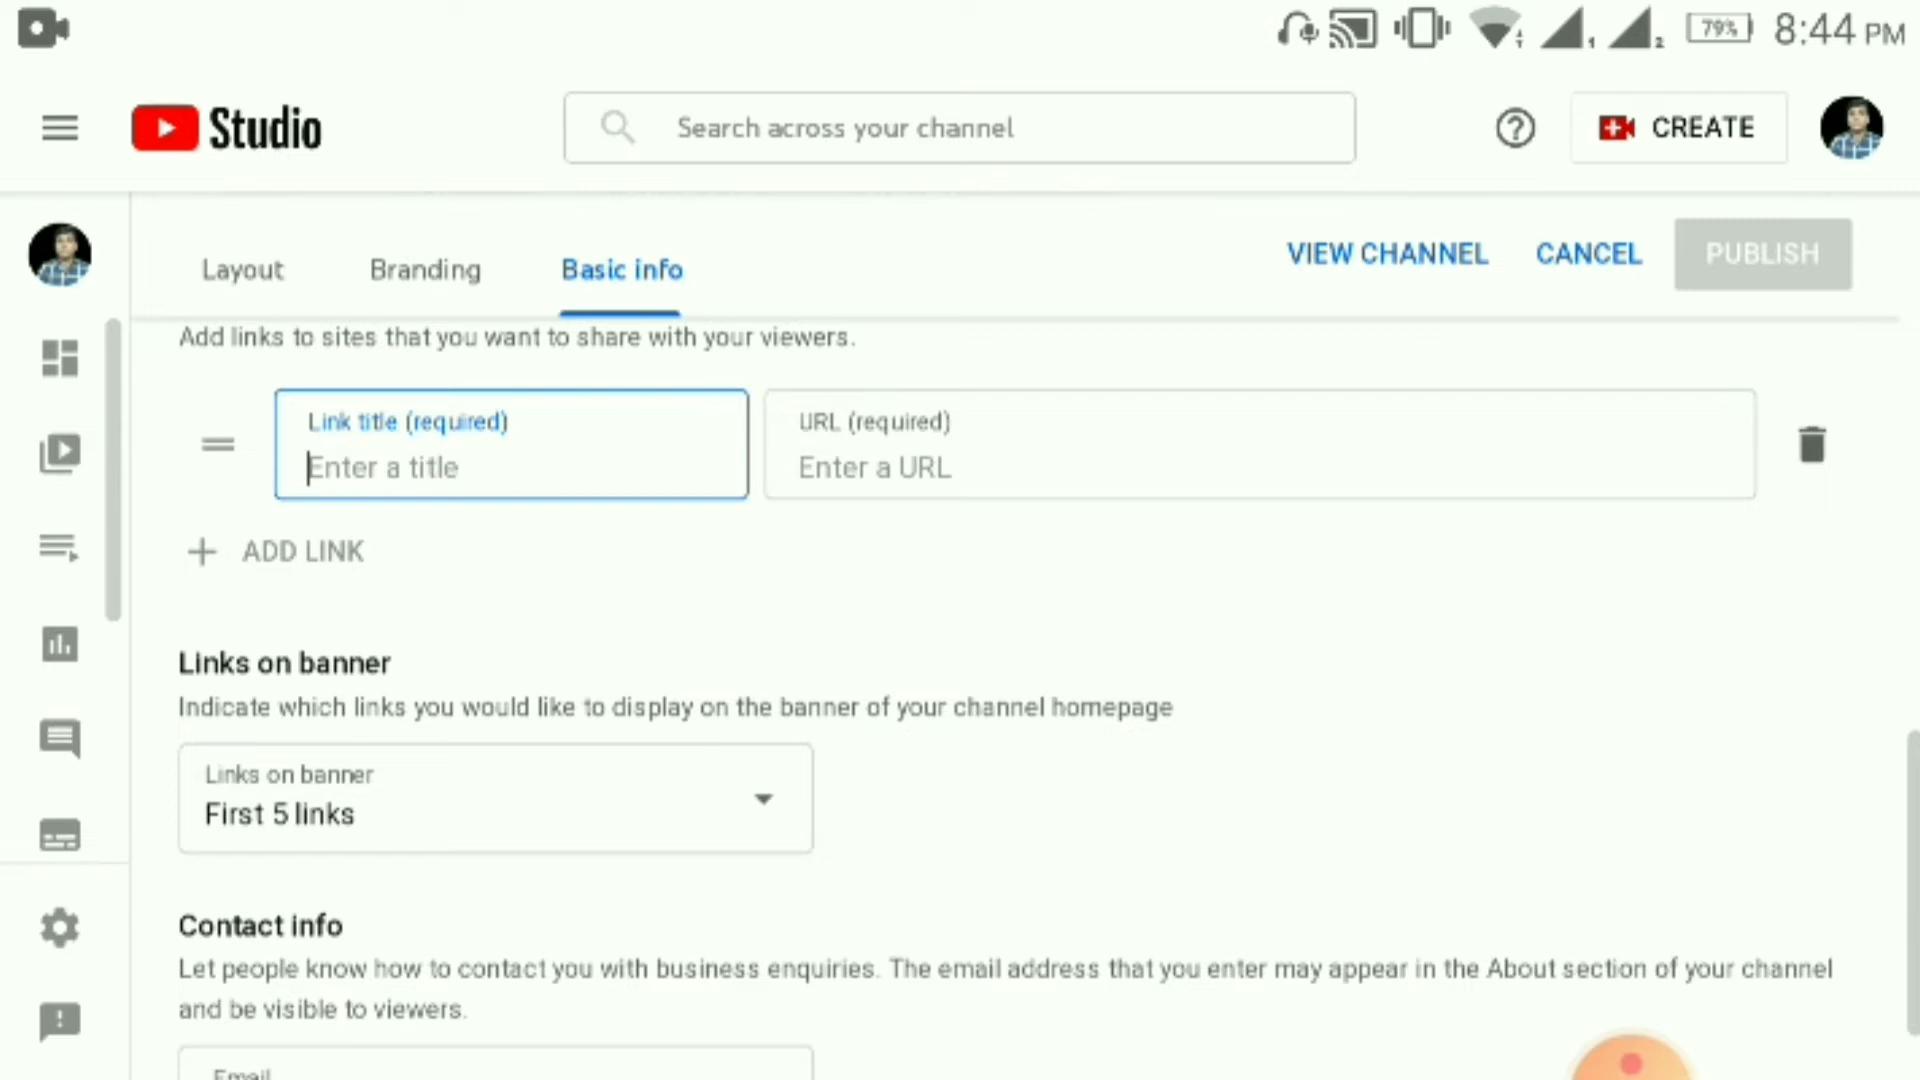 79%
8:44 PM
Studio
Search across your channel
CREATE
Layout
Branding
Basic info
VIEW CHANNEL
CANCEL
PUBLISH
Add links to sites that you want to share with your viewers.
Link title (required)
Enter a title
URL (required)
Enter a URL
ADD LINK
Links on banner
Indicate which links you would like to display on the banner of your channel homepage
Links on banner
First 5 links
Contact info
Let people know how to contact you with business enquiries. The email address that you enter may appear in the About section of your channel
and be visible to viewers.
Email